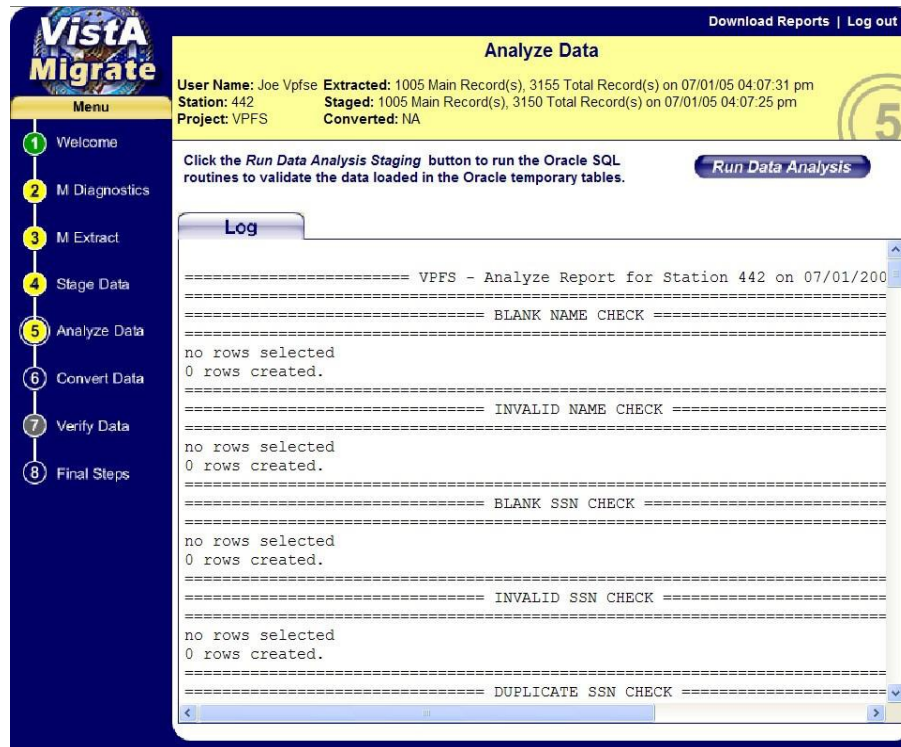 VistA
Migrate
Download Reports | Log out
Analyze Data
User Name: Joe Vpfse Extracted: 1005 Main Record(s), 3155 Total Record(s) on 07/01/05 04:07:31 pm
Station: 442 Staged: 1005 Main Record(s), 3150 Total Record(s) on 07/01/05 04:07:25 pm
Project: VPFS Converted: NA
5
Menu
1 Welcome
2 M Diagnostics
3 M Extract
4 Stage Data
5 Analyze Data
6 Convert Data
7 Verify Data
8 Final Steps
Click the Run Data Analysis Staging button to run the Oracle SQL
routines to validate the data loaded in the Oracle temporary tables.
Run Data Analysis
Log
========================= VPFS - Analyze Report for Station 442 on 07/01/200
============================================================================
================================ BLANK NAME CHECK =========================
============================================================================
no rows selected
0 rows created.
============================================================================
================================ INVALID NAME CHECK =======================
============================================================================
no rows selected
0 rows created.
============================================================================
================================ BLANK SSN CHECK ==========================
============================================================================
no rows selected
0 rows created.
============================================================================
================================ INVALID SSN CHECK ========================
============================================================================
no rows selected
0 rows created.
============================================================================
================================ DUPLICATE SSN CHECK ======================